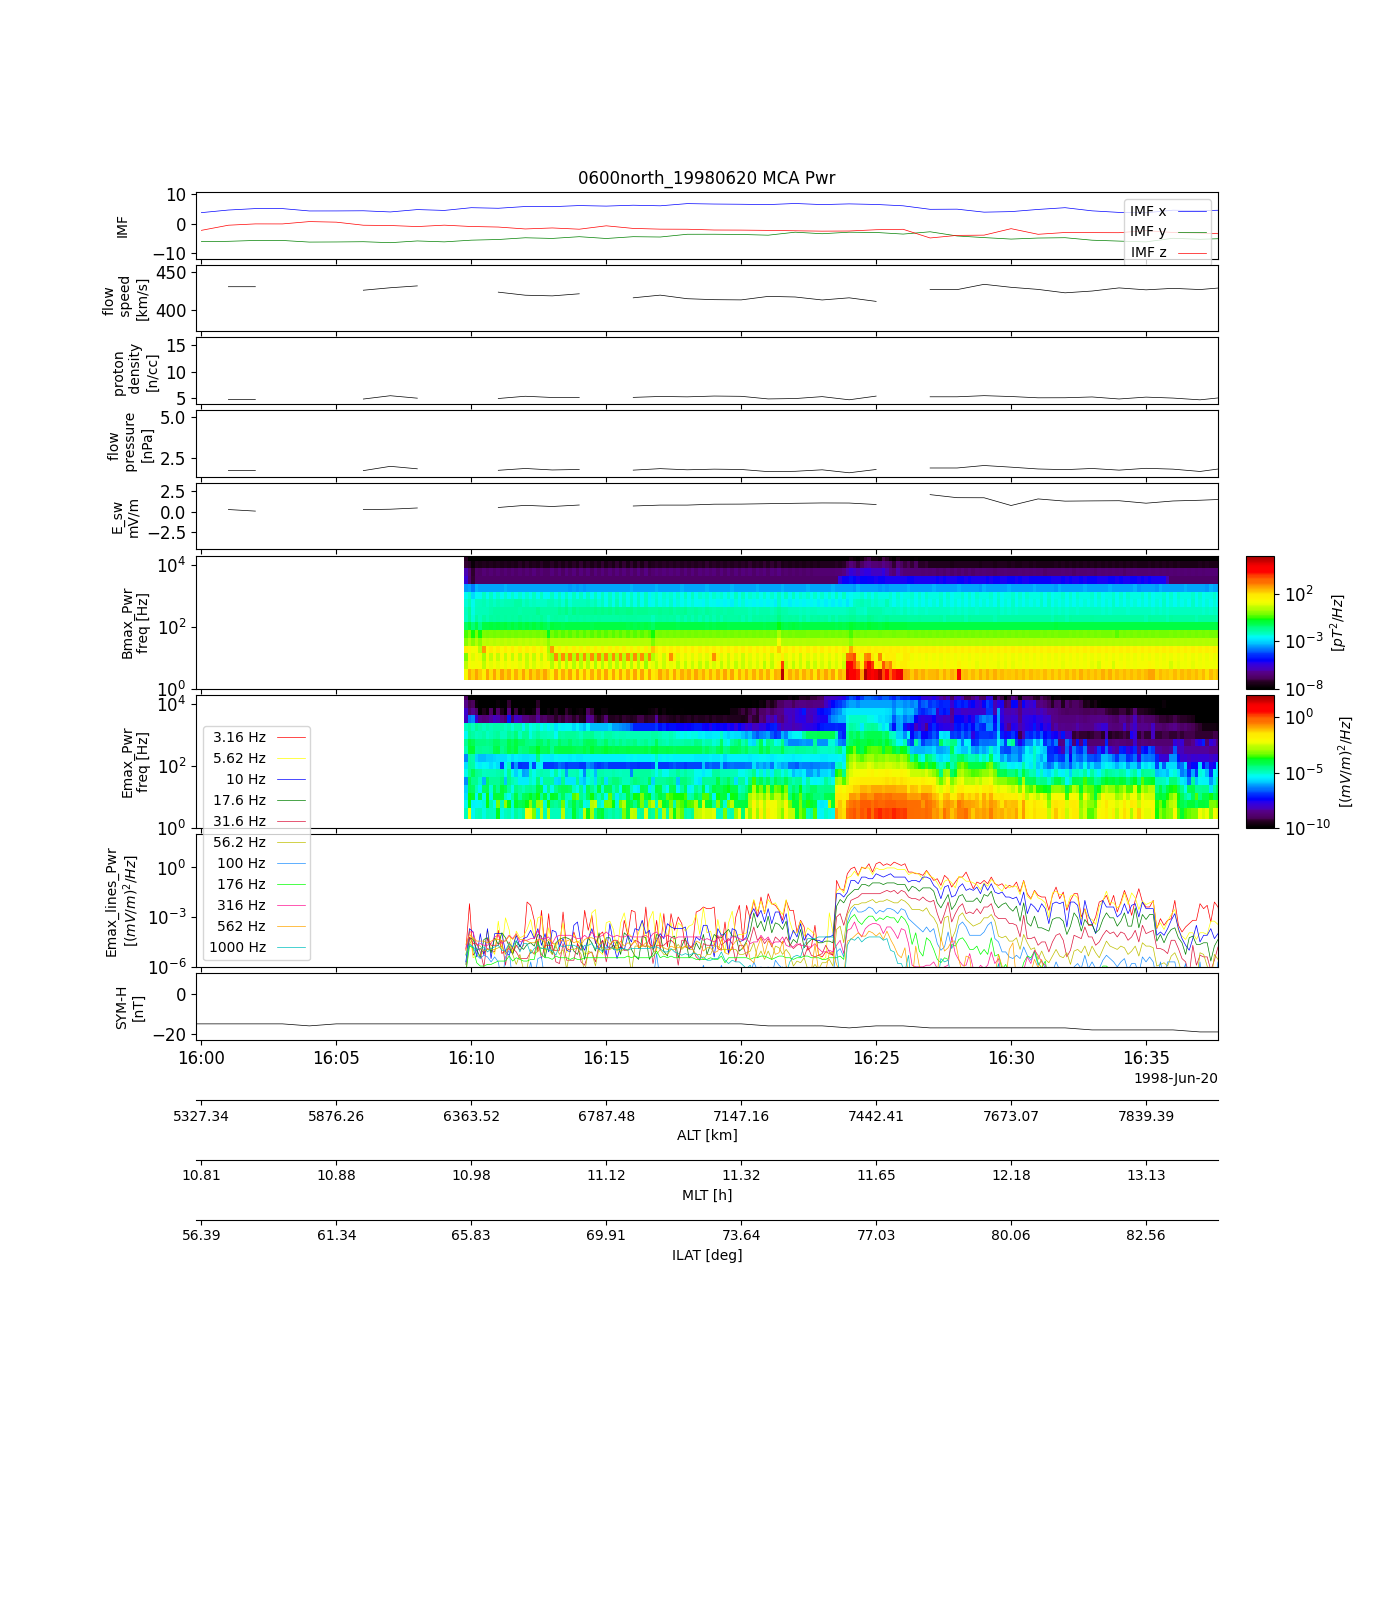 0600north_19980620 MCA Pwr
10
0
−10
IMF
IMF x
IMF y
IMF z
450
400
flow
speed
[km/s]
15
10
5
proton
density
[n/cc]
5.0
2.5
flow
pressure
[nPa]
2.5
0.0
−2.5
E_sw
mV/m
10^4
10^2
10^0
Bmax_Pwr
freq [Hz]
10^2
10^−3
10^−8
[pT^2/Hz]
10^4
10^2
10^0
Emax_Pwr
freq [Hz]
10^0
10^−5
10^−10
[(mV/m)^2/Hz]
3.16 Hz
5.62 Hz
10 Hz
17.6 Hz
31.6 Hz
56.2 Hz
100 Hz
176 Hz
316 Hz
562 Hz
1000 Hz
10^0
10^−3
10^−6
Emax_lines_Pwr
[(mV/m)^2/Hz]
0
−20
SYM-H
[nT]
16:00 16:05 16:10 16:15 16:20 16:25 16:30 16:35
1998-Jun-20
5327.34 5876.26 6363.52 6787.48 7147.16 7442.41 7673.07 7839.39
ALT [km]
10.81 10.88 10.98 11.12 11.32 11.65 12.18 13.13
MLT [h]
56.39 61.34 65.83 69.91 73.64 77.03 80.06 82.56
ILAT [deg]